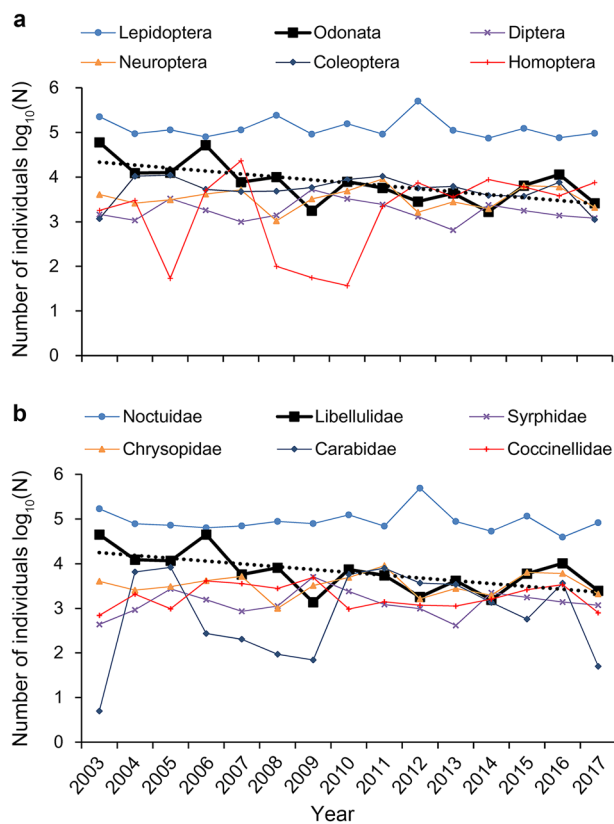 a
Lepidoptera Odonata Diptera
Neuroptera Coleoptera Homoptera
Number of individuals log₁₀(N)
6
5
4
3
2
1
0
b
Noctuidae Libellulidae Syrphidae
Chrysopidae Carabidae Coccinellidae
Number of individuals log₁₀(N)
6
5
4
3
2
1
0
2003 2004 2005 2006 2007 2008 2009 2010 2011 2012 2013 2014 2015 2016 2017
Year